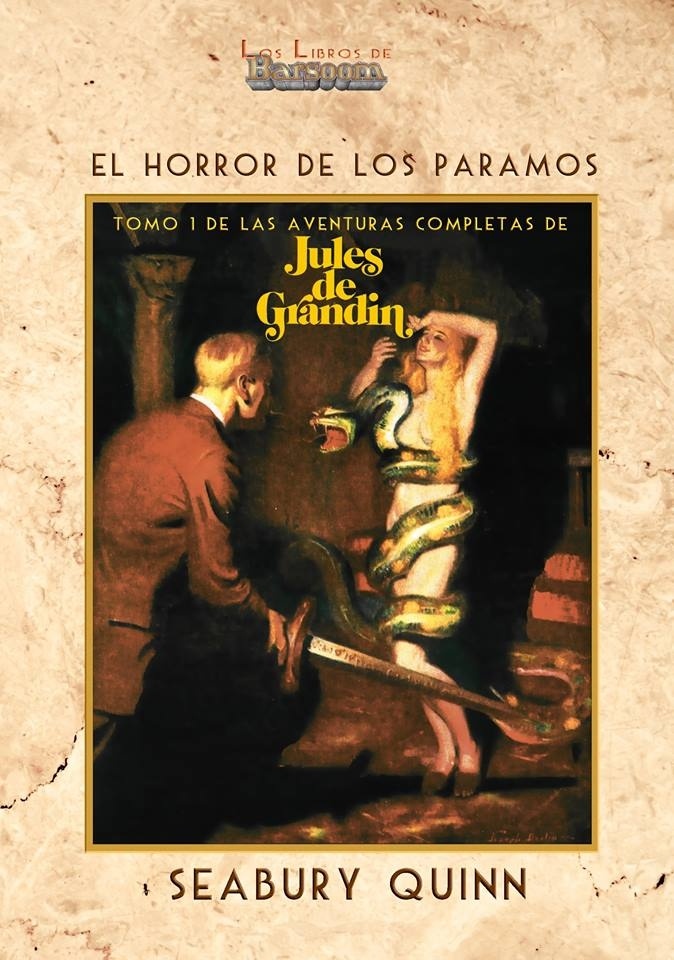 Los Libros de
Barsoom
EL HORROR DE LOS PARAMOS
TOMO 1 DE LAS AVENTURAS COMPLETAS DE
Jules
de
Grandin
SEABURY QUINN